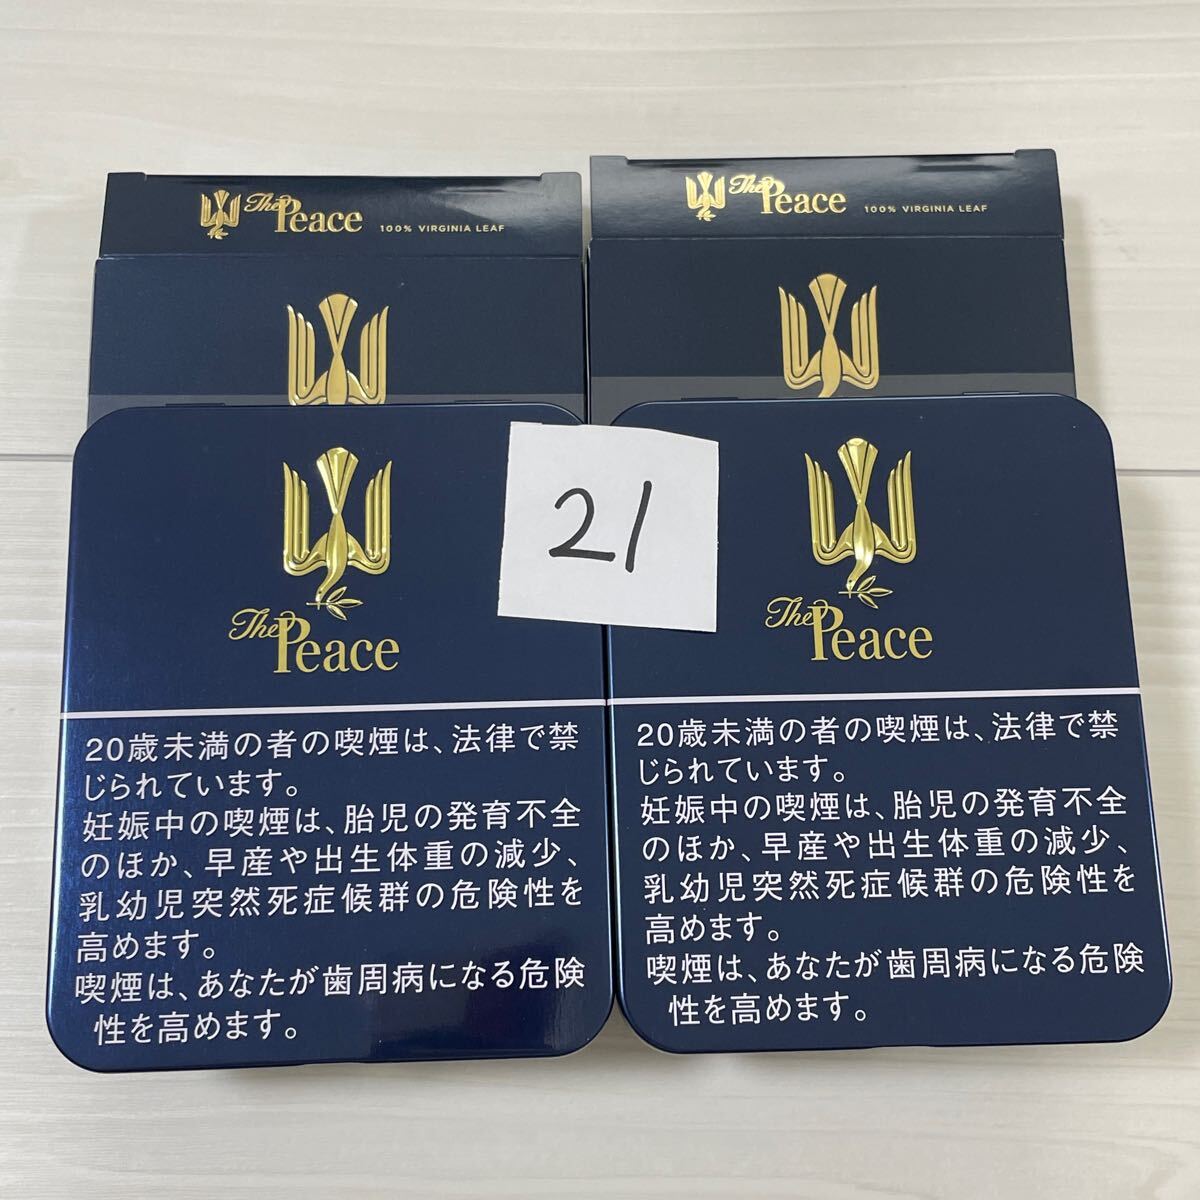 The Peace 100% VIRGINIA LEAF
The Peace 100% VIRGINIA LEAF
21
The Peace
20歳未満の者の喫煙は、法律で禁
じられています。
妊娠中の喫煙は、胎児の発育不全
のほか、早産や出生体重の減少、
乳幼児突然死症候群の危険性を
高めます。
喫煙は、あなたが歯周病になる危険
性を高めます。
The Peace
20歳未満の者の喫煙は、法律で禁
じられています。
妊娠中の喫煙は、胎児の発育不全
のほか、早産や出生体重の減少、
乳幼児突然死症候群の危険性を
高めます。
喫煙は、あなたが歯周病になる危険
性を高めます。